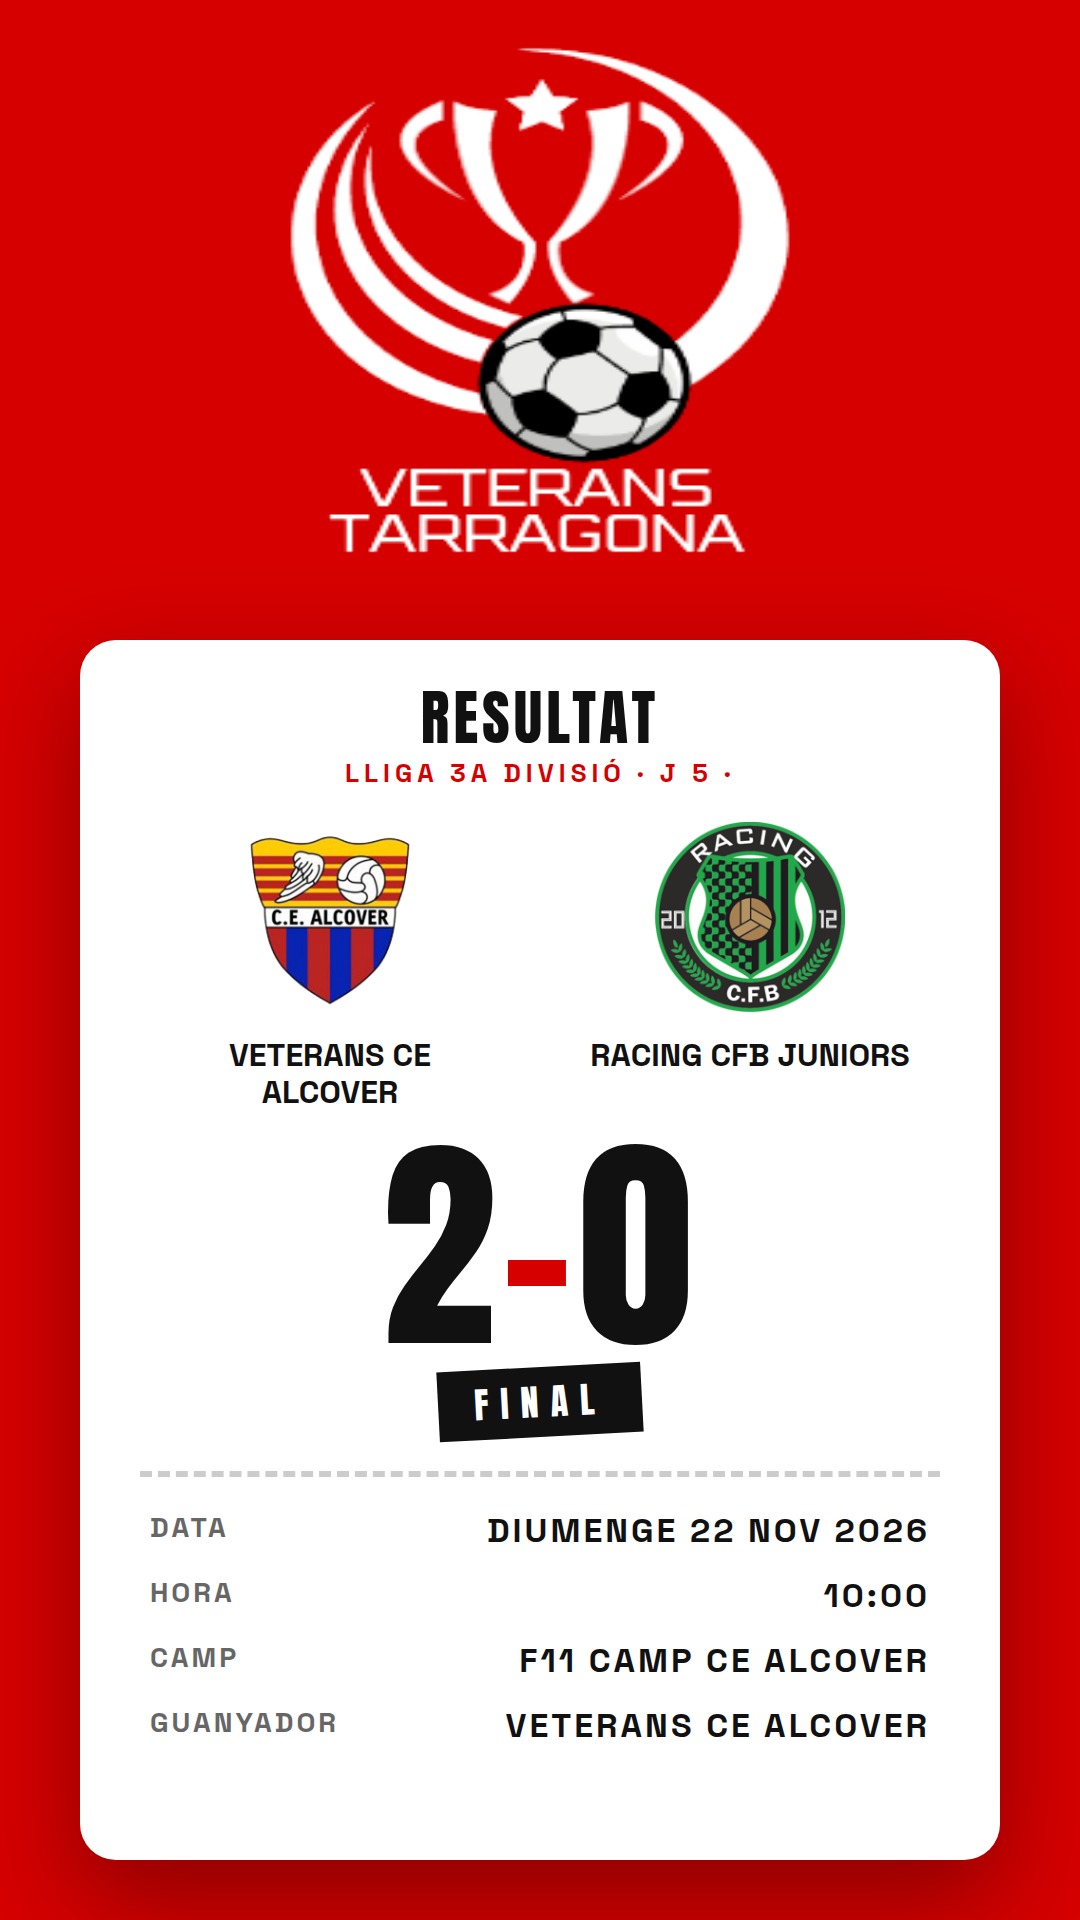 VETERANS
TARRAGONA
RESULTAT
LLIGA 3A DIVISIÓ · J 5 ·
C.E. ALCOVER
RACING
20 12
C.F.B
VETERANS CE
ALCOVER
RACING CFB JUNIORS
2-0
FINAL
DATA DIUMENGE 22 NOV 2026
HORA 10:00
CAMP F11 CAMP CE ALCOVER
GUANYADOR VETERANS CE ALCOVER